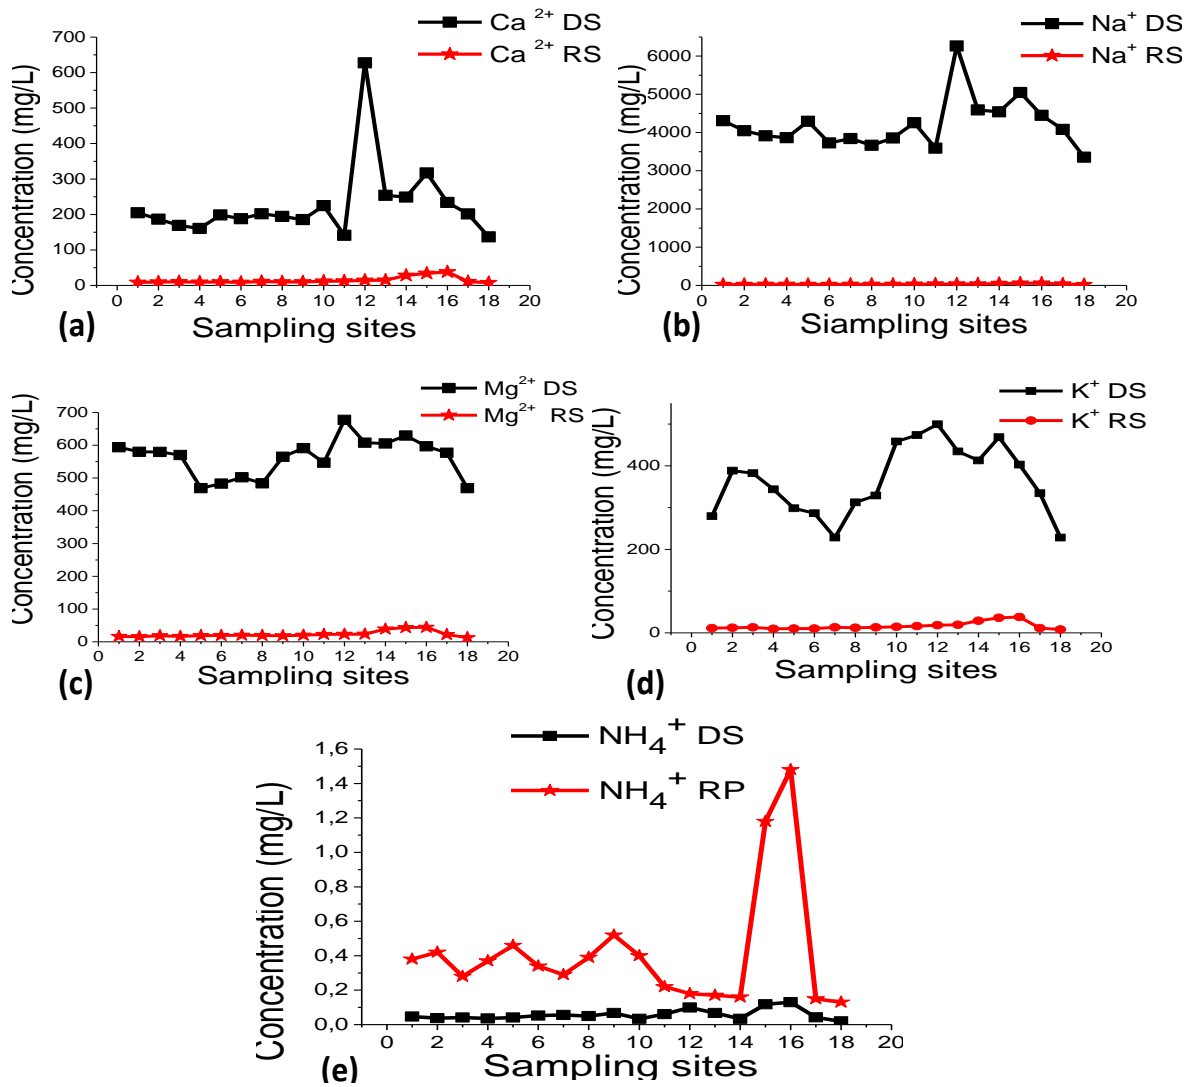 Ca 2+ DS
Ca 2+ RS
Concentration (mg/L)
700
600
500
400
300
200
100
0
0 2 4 6 8 10 12 14 16 18 20
Sampling sites
(a)
Na+ DS
Na+ RS
Concentration (mg/L)
6000
5000
4000
3000
2000
1000
0
0 2 4 6 8 10 12 14 16 18 20
Siampling sites
(b)
Mg2+ DS
Mg2+ RS
Concentration (mg/L)
700
600
500
400
300
200
100
0
0 2 4 6 8 10 12 14 16 18 20
Sampling sites
(c)
K+ DS
K+ RS
Concentration (mg/L)
400
200
0
0 2 4 6 8 10 12 14 16 18 20
Sampling sites
(d)
NH4+ DS
NH4+ RP
Concentration (mg/L)
1,6
1,4
1,2
1,0
0,8
0,6
0,4
0,2
0,0
0 2 4 6 8 10 12 14 16 18 20
Sampling sites
(e)